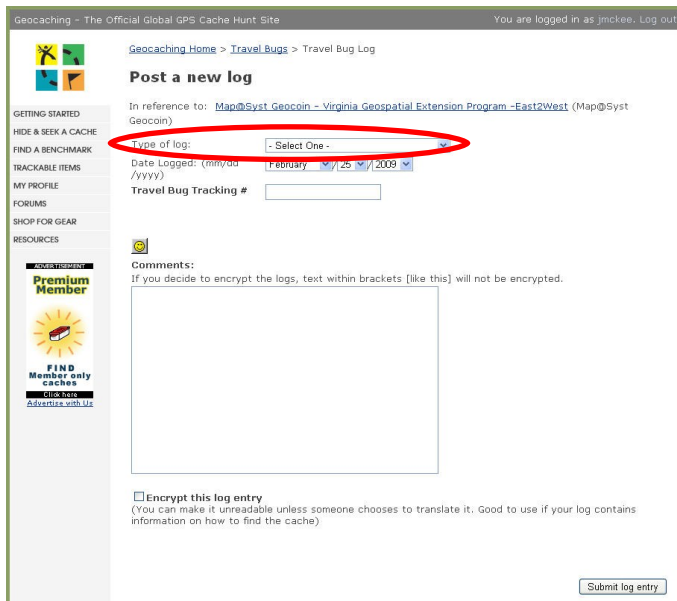 Geocaching - The Official Global GPS Cache Hunt Site
You are logged in as jmckee. Log out
Geocaching Home > Travel Bugs > Travel Bug Log
Post a new log
In reference to: Map@Syst Geocoin - Virginia Geospatial Extension Program -East2West (Map@Syst
Geocoin)
Type of log: - Select One -
Date Logged: (mm/dd
/yyyy)
February / 25 / 2009
Travel Bug Tracking #
Comments:
If you decide to encrypt the logs, text within brackets [like this] will not be encrypted.
Encrypt this log entry
(You can make it unreadable unless someone chooses to translate it. Good to use if your log contains
information on how to find the cache)
Submit log entry
GETTING STARTED
HIDE & SEEK A CACHE
FIND A BENCHMARK
TRACKABLE ITEMS
MY PROFILE
FORUMS
SHOP FOR GEAR
RESOURCES
ADVERTISEMENT
Premium
Member
FIND
Member only
caches
Click here
Advertise with Us